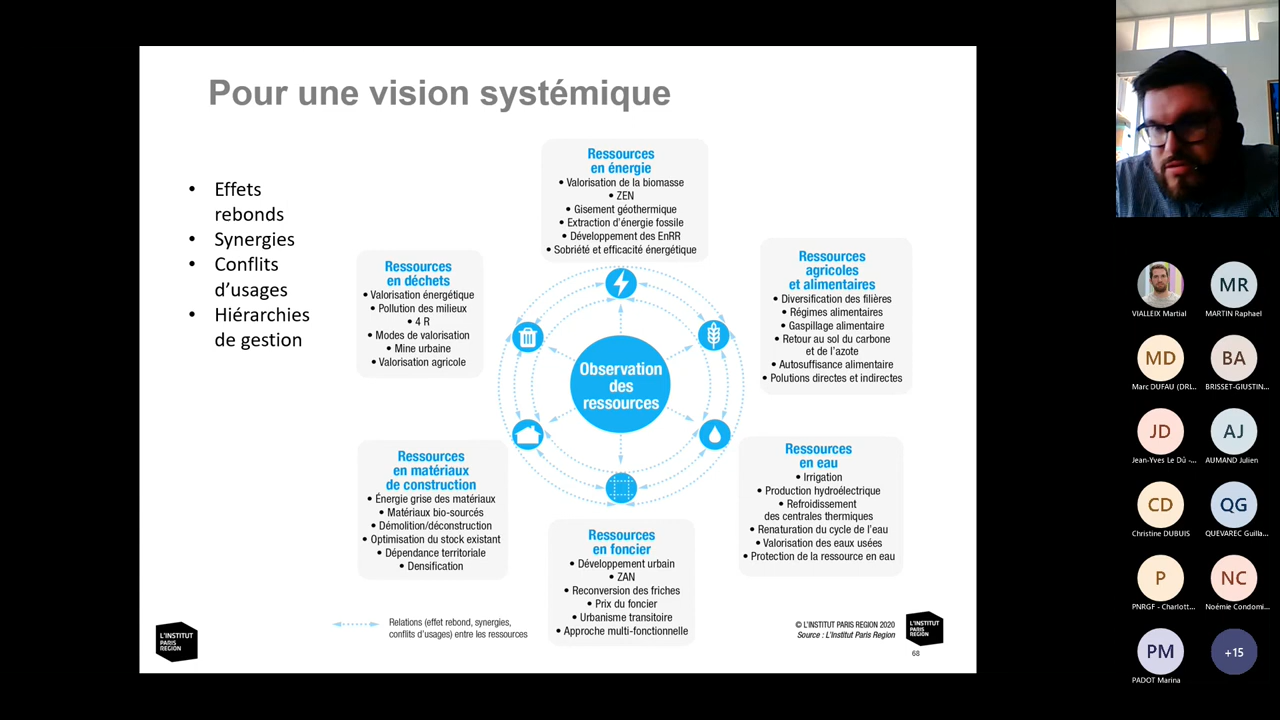 Pour une vision systémique
• Effets
rebonds
• Synergies
• Conflits
d’usages
• Hiérarchies
de gestion
Ressources
en énergie
• Valorisation de la biomasse
• ZEN
• Gisement géothermique
• Extraction d’énergie fossile
• Développement des EnRR
• Sobriété et efficacité énergétique
Ressources
en déchets
• Valorisation énergétique
• Pollution des milieux
• 4 R
• Modes de valorisation
• Mine urbaine
• Valorisation agricole
Ressources
agricoles
et alimentaires
• Diversification des filières
• Régimes alimentaires
• Gaspillage alimentaire
• Retour au sol du carbone
et de l’azote
• Autosuffisance alimentaire
• Polutions directes et indirectes
Observation
des
ressources
Ressources
en matériaux
de construction
• Énergie grise des matériaux
• Matériaux bio-sourcés
• Démolition/déconstruction
• Optimisation du stock existant
• Dépendance territoriale
• Densification
Ressources
en eau
• Irrigation
• Production hydroélectrique
• Refroidissement
des centrales thermiques
• Renaturation du cycle de l’eau
• Valorisation des eaux usées
• Protection de la ressource en eau
Ressources
en foncier
• Développement urbain
• ZAN
• Reconversion des friches
• Prix du foncier
• Urbanisme transitoire
• Approche multi-fonctionnelle
Relations (effet rebond, synergies,
conflits d’usages) entre les ressources
© L’INSTITUT PARIS REGION 2020
Source : L’Institut Paris Region
L’INSTITUT
PARIS
REGION
L’INSTITUT
PARIS
REGION
68
VIALLEIX Martial
MR
MARTIN Raphael
MD
Marc DUFAU (DRI...
BA
BRISSET-GIUSTIN...
JD
Jean-Yves Le Dû -...
AJ
AUMAND Julien
CD
Christine DUBUIS
QG
QUEVAREC Guilla...
P
PNRGF - Charlott...
NC
Noémie Condomi...
PM
PADOT Marina
+15